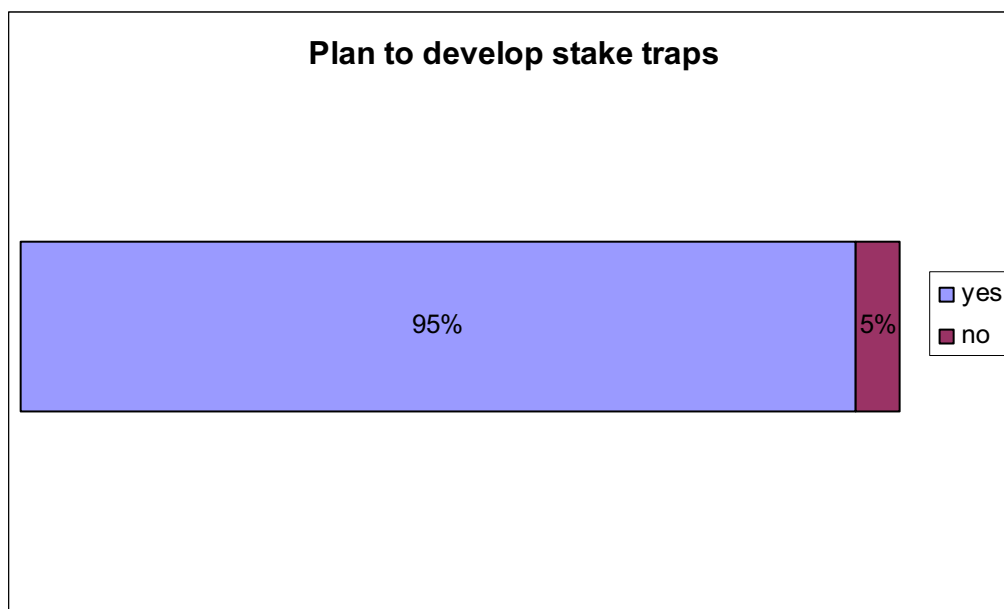 Plan to develop stake traps
95%
5%
yes
no